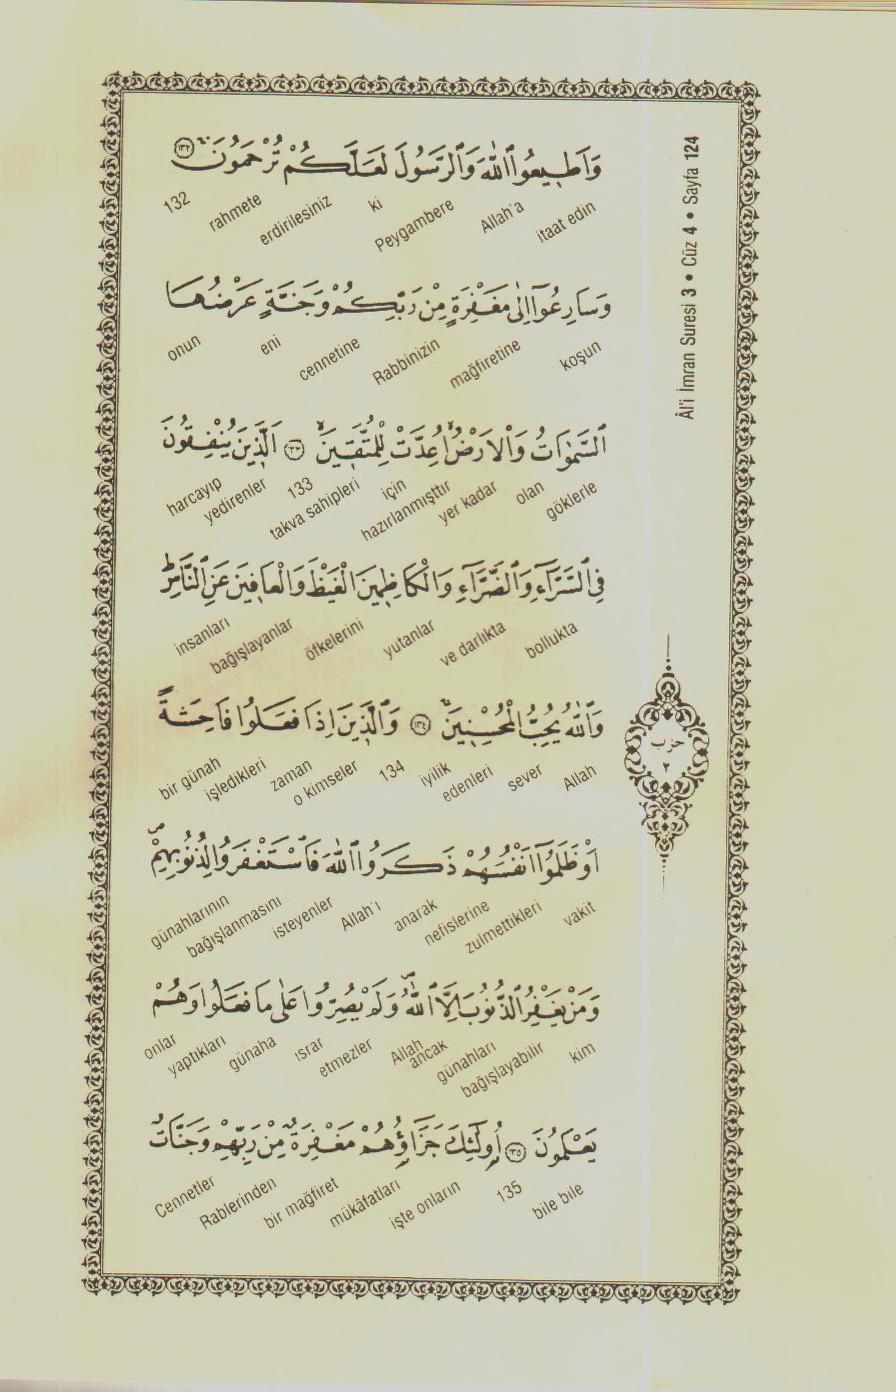 Âl'i İmran Suresi 3 • Cüz 4 • Sayfa 124
وَاَطٖيعُوا اللّٰهَ وَالرَّسُولَ لَعَلَّكُمْ تُرْحَمُونَۚ ﴿١٣٢﴾
itaat edin Allah'a Peygambere ki erdirilesiniz rahmete 132
وَسَارِعُٓوا اِلٰى مَغْفِرَةٍ مِنْ رَبِّكُمْ وَجَنَّةٍ عَرْضُهَا
koşun mağfiretine Rabbinizin cennetine eni onun
السَّمٰوَاتُ وَالْاَرْضُۙ اُعِدَّتْ لِلْمُتَّقٖينَۙ ﴿١٣٣﴾ اَلَّذٖينَ يُنْفِقُونَ
göklerle olan yer kadar hazırlanmışttır için takva sahipleri 133 yedirenler harcayıp
فِي السَّرَّٓاءِ وَالضَّرَّٓاءِ وَالْكَاظِمٖينَ الْغَيْظَ وَالْعَافٖينَ عَنِ النَّاسِؕ
bollukta ve darlıkta yutanlar öfkelerini bağışlayanlar insanları
وَاللّٰهُ يُحِبُّ الْمُحْسِنٖينَۚ ﴿١٣٤﴾ وَالَّذٖينَ اِذَا فَعَلُوا فَاحِشَةً
Allah sever edenleri iyilik 134 o kimseler zaman işledikleri bir günah
حزب
٢
اَوْ ظَلَمُٓوا اَنْفُسَهُمْ ذَكَرُوا اللّٰهَ فَاسْتَغْفَرُوا لِذُنُوبِهِمْࣕ
vakit zulmettikleri nefislerine anarak Allah'ı isteyenler bağışlanmasını günahlarının
وَمَنْ يَغْفِرُ الذُّنُوبَ اِلَّا اللّٰهُࣕ وَلَمْ يُصِرُّوا عَلٰى مَا فَعَلُوا وَهُمْ
kim bağışlayabilir günahları ancak Allah etmezler ısrar günaha yaptıkları onlar
يَعْلَمُونَ ﴿١٣٥﴾ اُو۬لٰٓئِكَ جَزَٓاؤُ۬هُمْ مَغْفِرَةٌ مِنْ رَبِّهِمْ وَجَنَّاتٌ
bile bile 135 işte onların mükâfatları bir mağfiret Rablerinden Cennetler